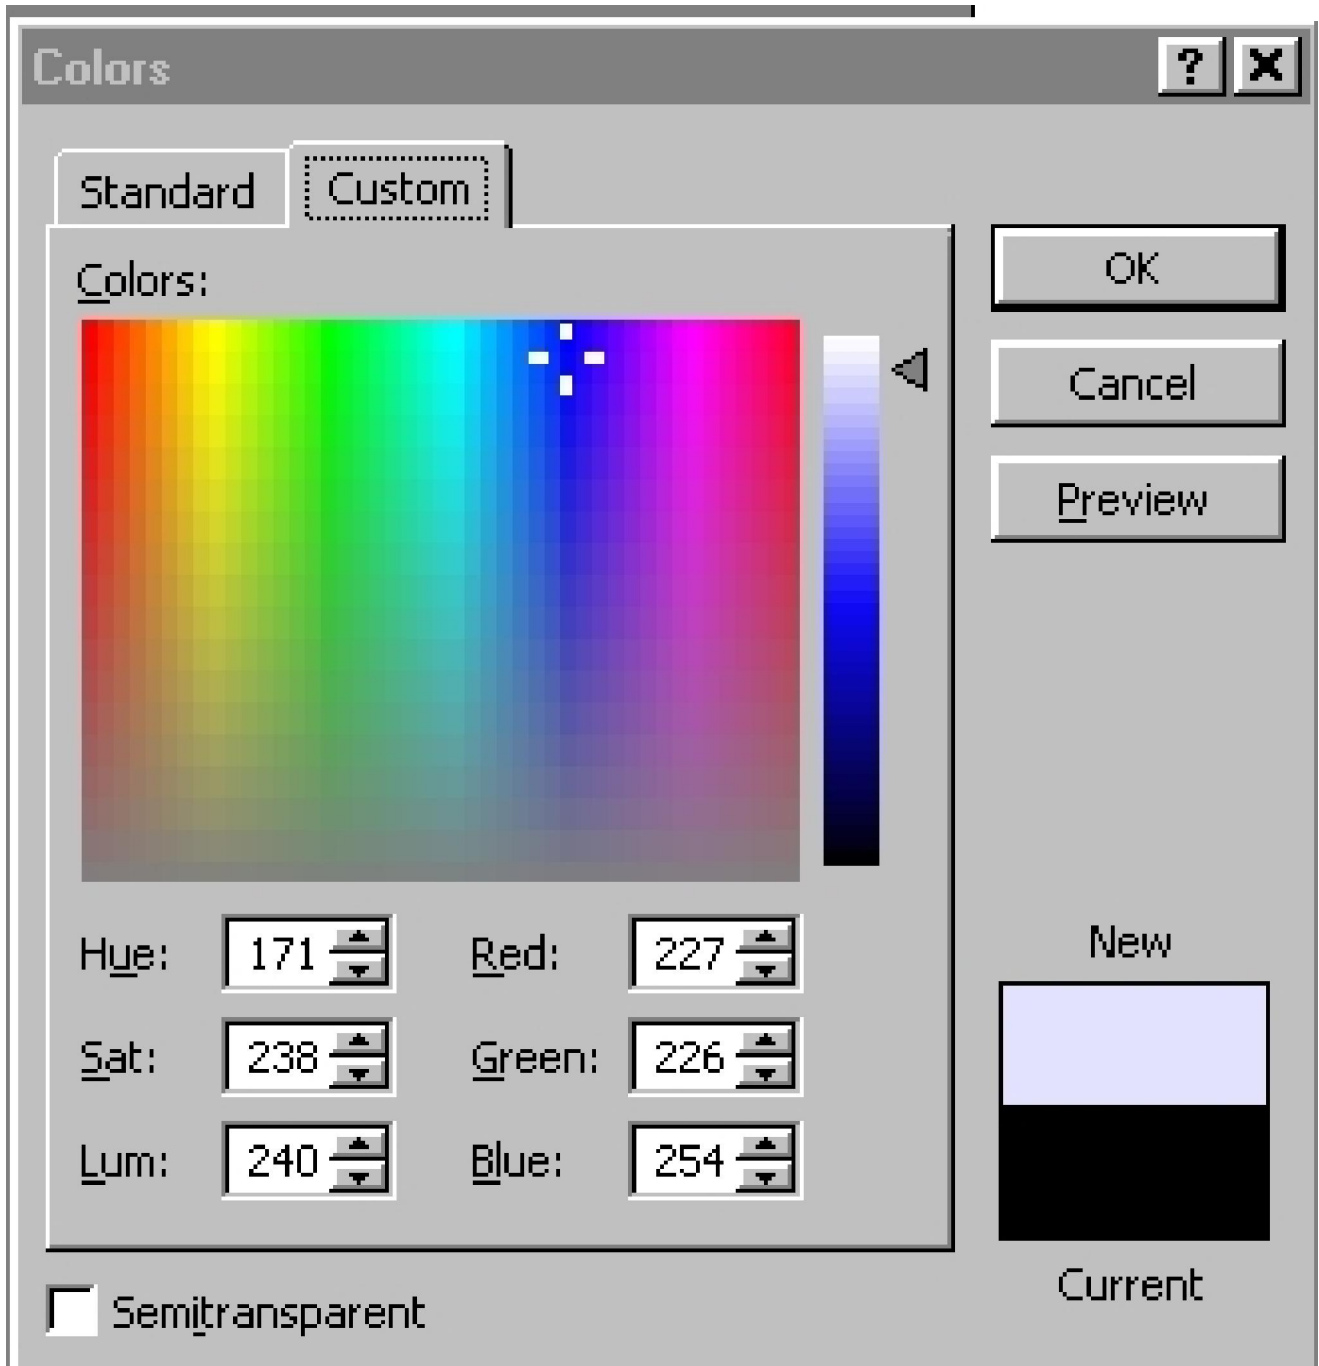 Colors
?
Standard
Custom
Colors:
OK
Cancel
Preview
Hue: 171
Red: 227
Sat: 238
Green: 226
Lum: 240
Blue: 254
New
Current
Semitransparent